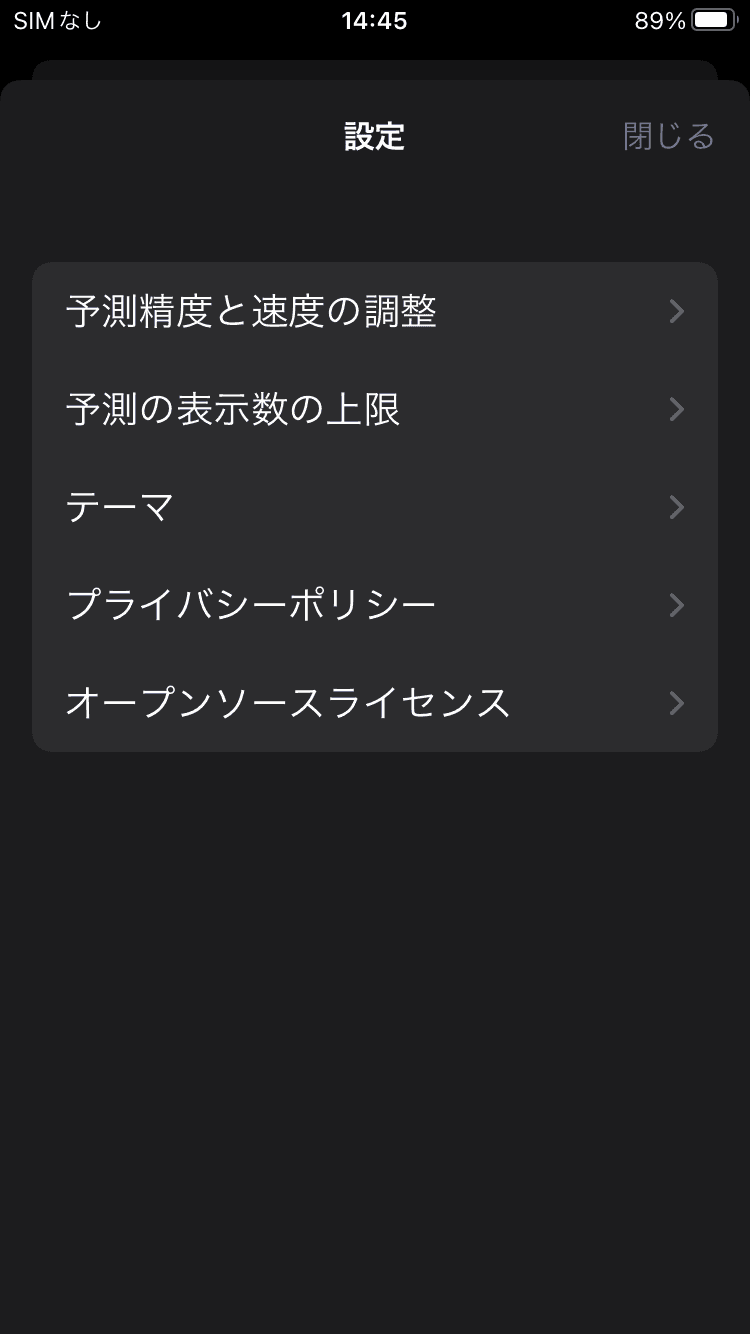 SIMなし 14:45 89%
設定 閉じる
予測精度と速度の調整
予測の表示数の上限
テーマ
プライバシーポリシー
オープンソースライセンス